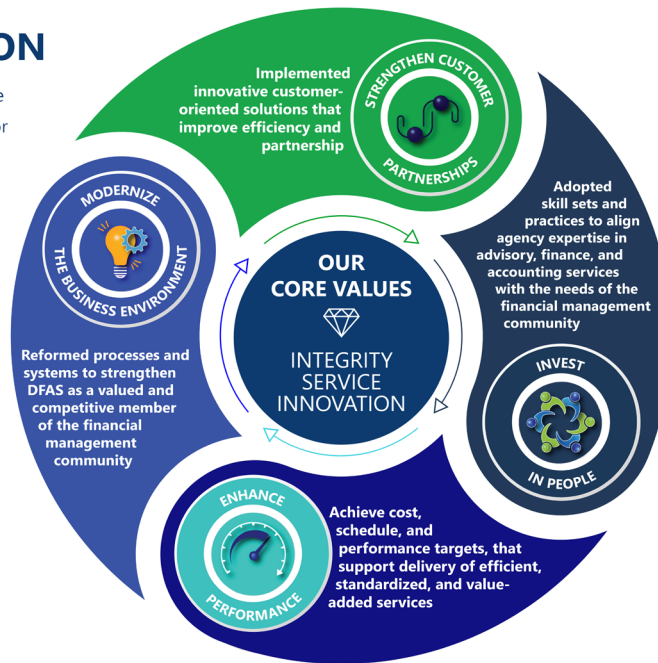 ON
e
or
Implemented
innovative customer-
oriented solutions that
improve efficiency and
partnership
STRENGTHEN CUSTOMER
PARTNERSHIPS
Adopted
skill sets and
practices to align
agency expertise in
advisory, finance, and
accounting services
with the needs of the
financial management
community
INVEST
IN PEOPLE
Achieve cost,
schedule, and
performance targets, that
support delivery of efficient,
standardized, and value-
added services
ENHANCE
PERFORMANCE
MODERNIZE
THE BUSINESS ENVIRONMENT
Reformed processes and
systems to strengthen
DFAS as a valued and
competitive member
of the financial
management
community
OUR
CORE VALUES
INTEGRITY
SERVICE
INNOVATION